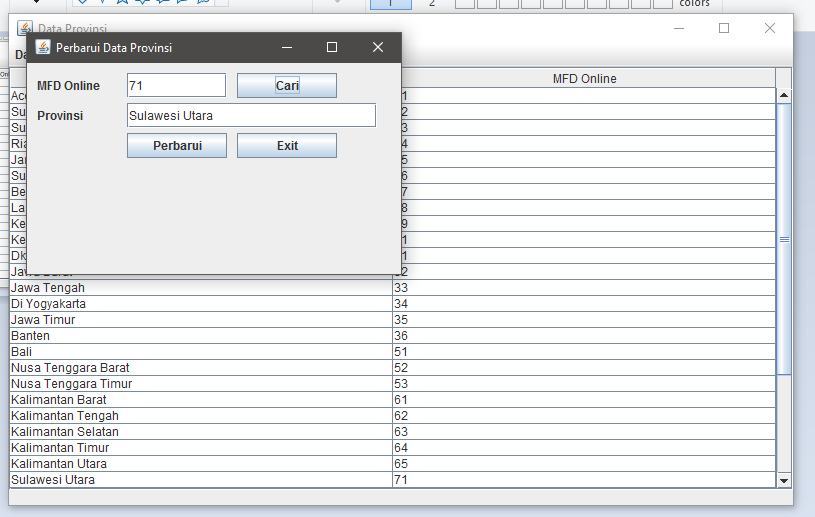 1 2 colors
Data Provinsi
Perbarui Data Provinsi
MFD Online 71 Cari
Provinsi Sulawesi Utara
Perbarui Exit
MFD Online
Jawa Tengah 33
Di Yogyakarta 34
Jawa Timur 35
Banten 36
Bali 51
Nusa Tenggara Barat 52
Nusa Tenggara Timur 53
Kalimantan Barat 61
Kalimantan Tengah 62
Kalimantan Selatan 63
Kalimantan Timur 64
Kalimantan Utara 65
Sulawesi Utara 71